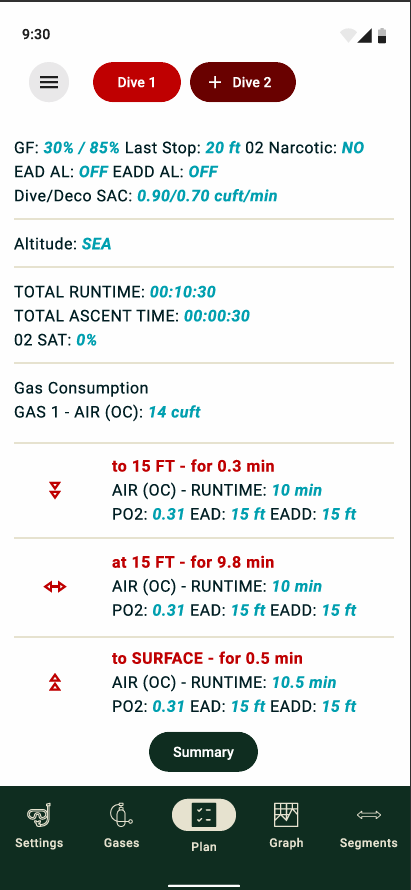 9:30
Dive 1
+ Dive 2
GF: 30% / 85% Last Stop: 20 ft 02 Narcotic: NO
EAD AL: OFF EADD AL: OFF
Dive/Deco SAC: 0.90/0.70 cuft/min
Altitude: SEA
TOTAL RUNTIME: 00:10:30
TOTAL ASCENT TIME: 00:00:30
02 SAT: 0%
Gas Consumption
GAS 1 - AIR (OC): 14 cuft
to 15 FT - for 0.3 min
AIR (OC) - RUNTIME: 10 min
PO2: 0.31 EAD: 15 ft EADD: 15 ft
at 15 FT - for 9.8 min
AIR (OC) - RUNTIME: 10 min
PO2: 0.31 EAD: 15 ft EADD: 15 ft
to SURFACE - for 0.5 min
AIR (OC) - RUNTIME: 10.5 min
PO2: 0.31 EAD: 15 ft EADD: 15 ft
Summary
Settings
Gases
Plan
Graph
Segments